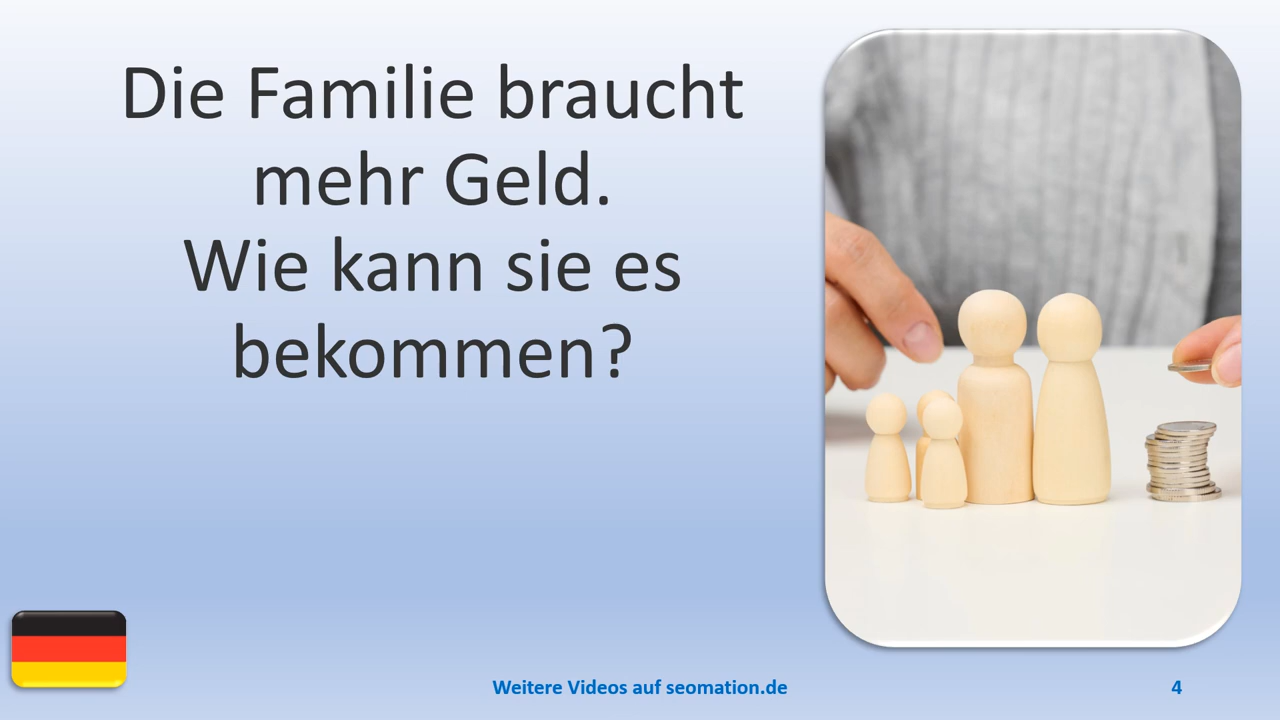 Die Familie braucht
mehr Geld.
Wie kann sie es
bekommen?
Weitere Videos auf seomation.de
4